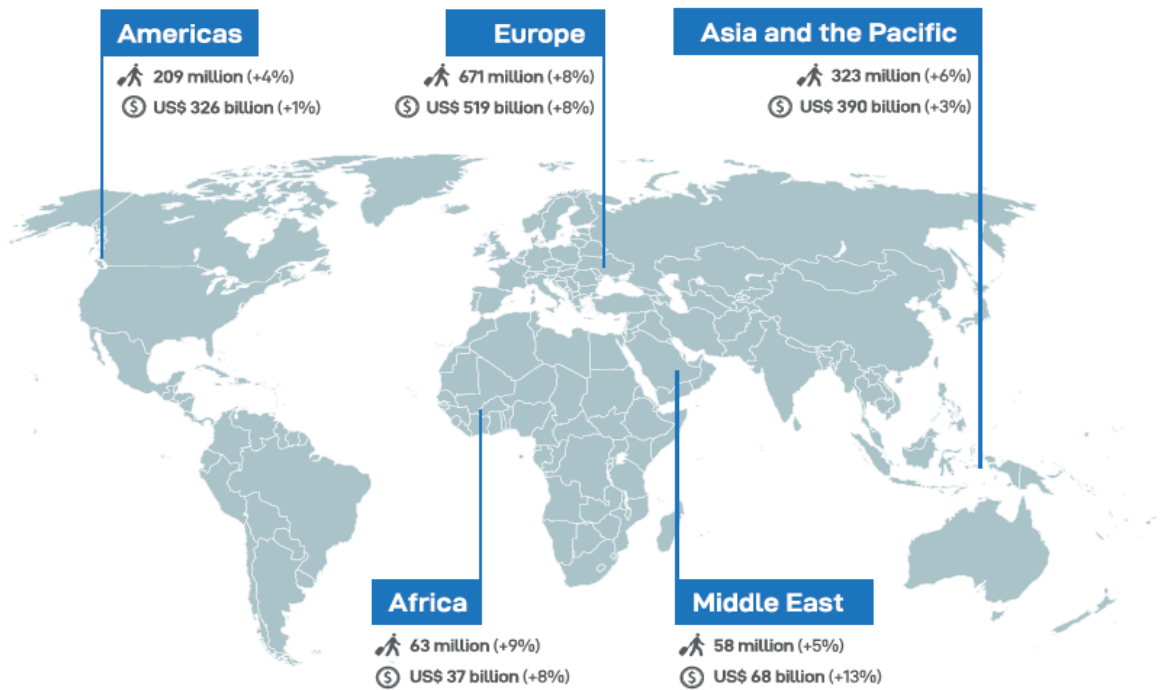 Americas
209 million (+4%)
US$ 326 billion (+1%)
Europe
671 million (+8%)
US$ 519 billion (+8%)
Asia and the Pacific
323 million (+6%)
US$ 390 billion (+3%)
Africa
63 million (+9%)
US$ 37 billion (+8%)
Middle East
58 million (+5%)
US$ 68 billion (+13%)